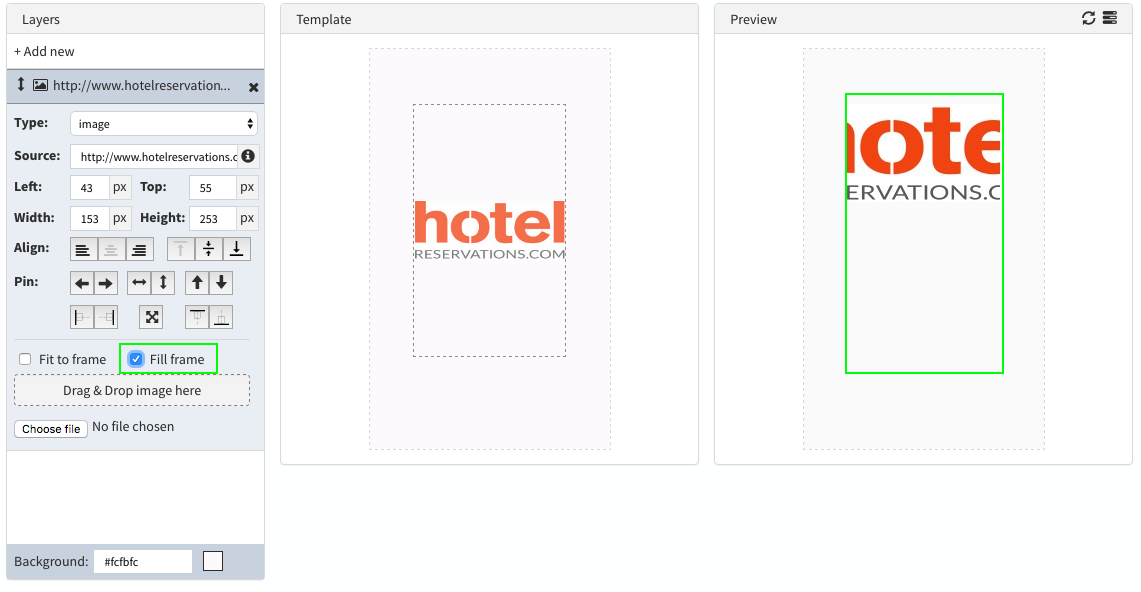 Layers
+ Add new
http://www.hotelreservation...
Type: image
Source: http://www.hotelreservations.c
Left: 43 px Top: 55 px
Width: 153 px Height: 253 px
Align:
Pin:
Fit to frame Fill frame
Drag & Drop image here
Choose file No file chosen
Background: #fcfbfc
Template
hotel
RESERVATIONS.COM
Preview
hote
ERVATIONS.C